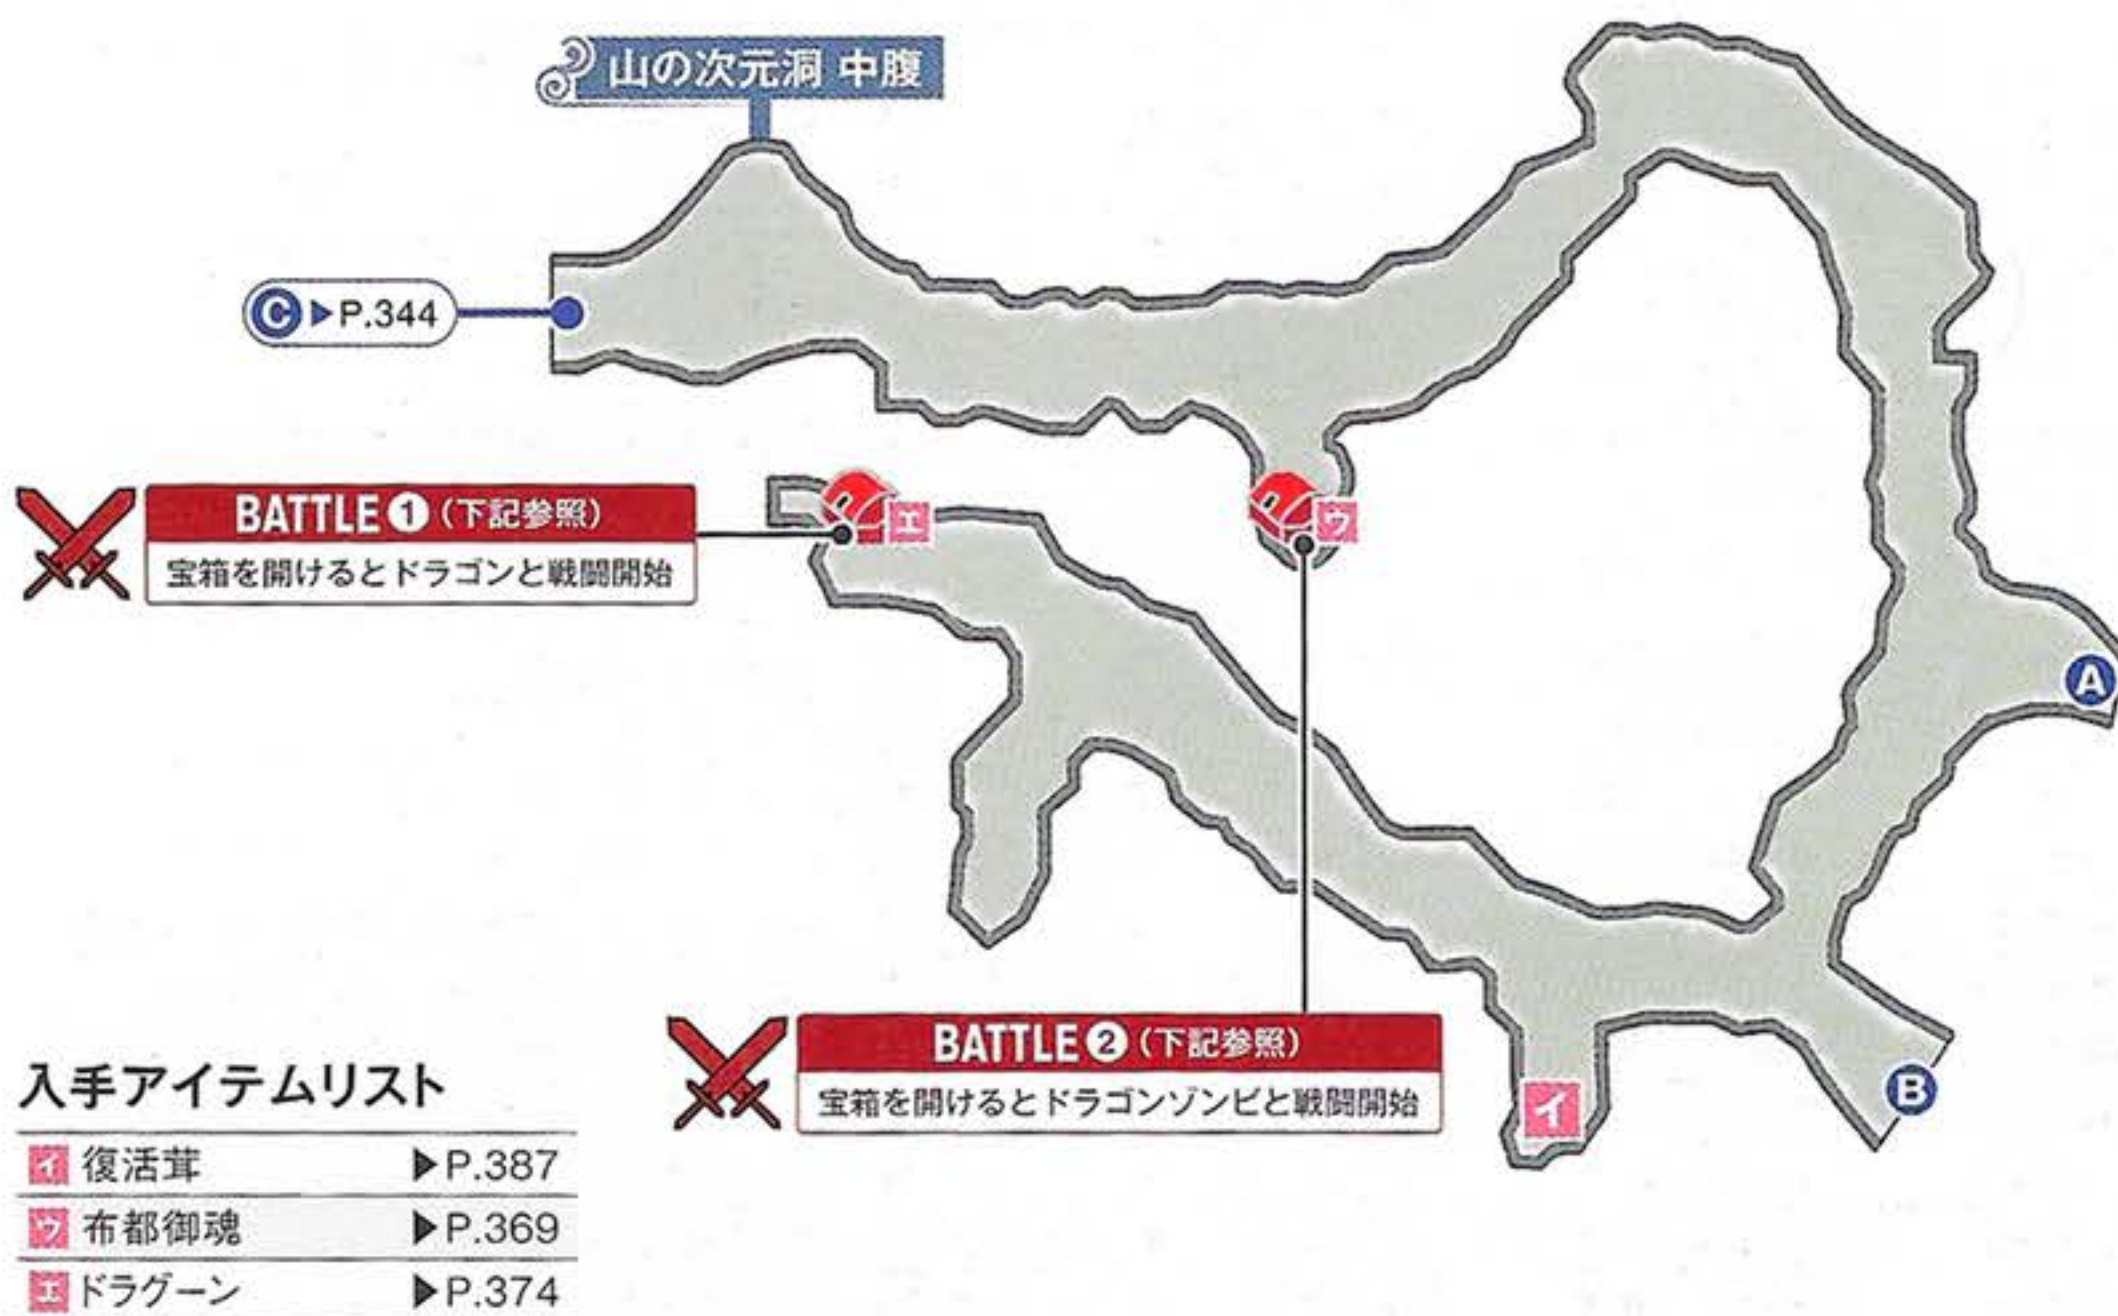 山の次元洞 中腹
C ▶P.344
BATTLE❶(下記参照)
宝箱を開けるとドラゴンと戦闘開始
エ
ウ
A
BATTLE❷(下記参照)
宝箱を開けるとドラゴンゾンビと戦闘開始
イ
B
入手アイテムリスト
イ 復活茸 ▶P.387
ウ 布都御魂 ▶P.369
エ ドラグーン ▶P.374